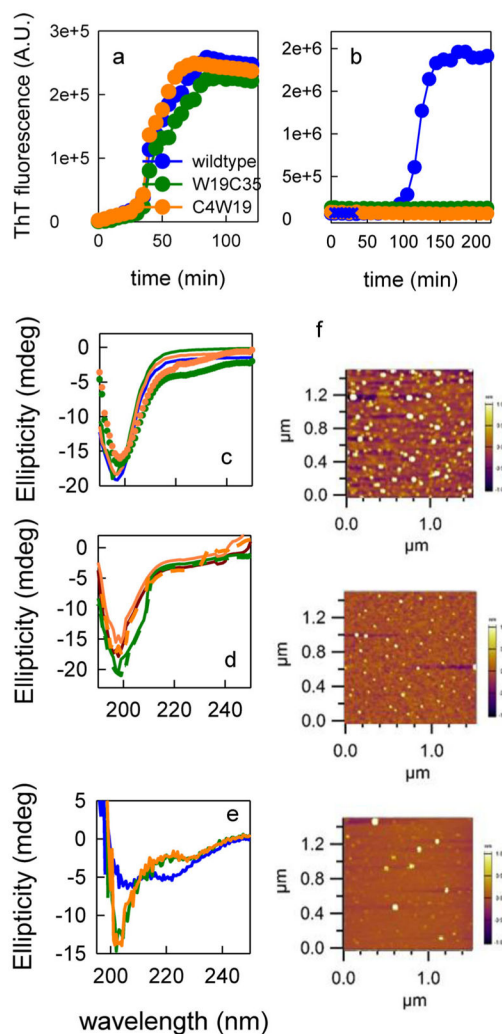 3e+5
2e+5
1e+5
0
ThT fluorescence (A.U.)
a
wildtype
W19C35
C4W19
0 50 100
time (min)
2e+6
2e+6
1e+6
5e+5
0
b
0 50 100 150 200
time (min)
0
-5
-10
-15
-20
Ellipticity (mdeg)
c
0
-5
-10
-15
-20
Ellipticity (mdeg)
d
200 220 240
5
0
-5
-10
-15
Ellipticity (mdeg)
e
200 220 240
wavelength (nm)
f
1.2
0.8
0.4
0.0
µm
0.0 1.0
µm
1.2
0.8
0.4
0.0
µm
0.0 1.0
µm
1.2
0.8
0.4
0.0
µm
0.0 1.0
µm